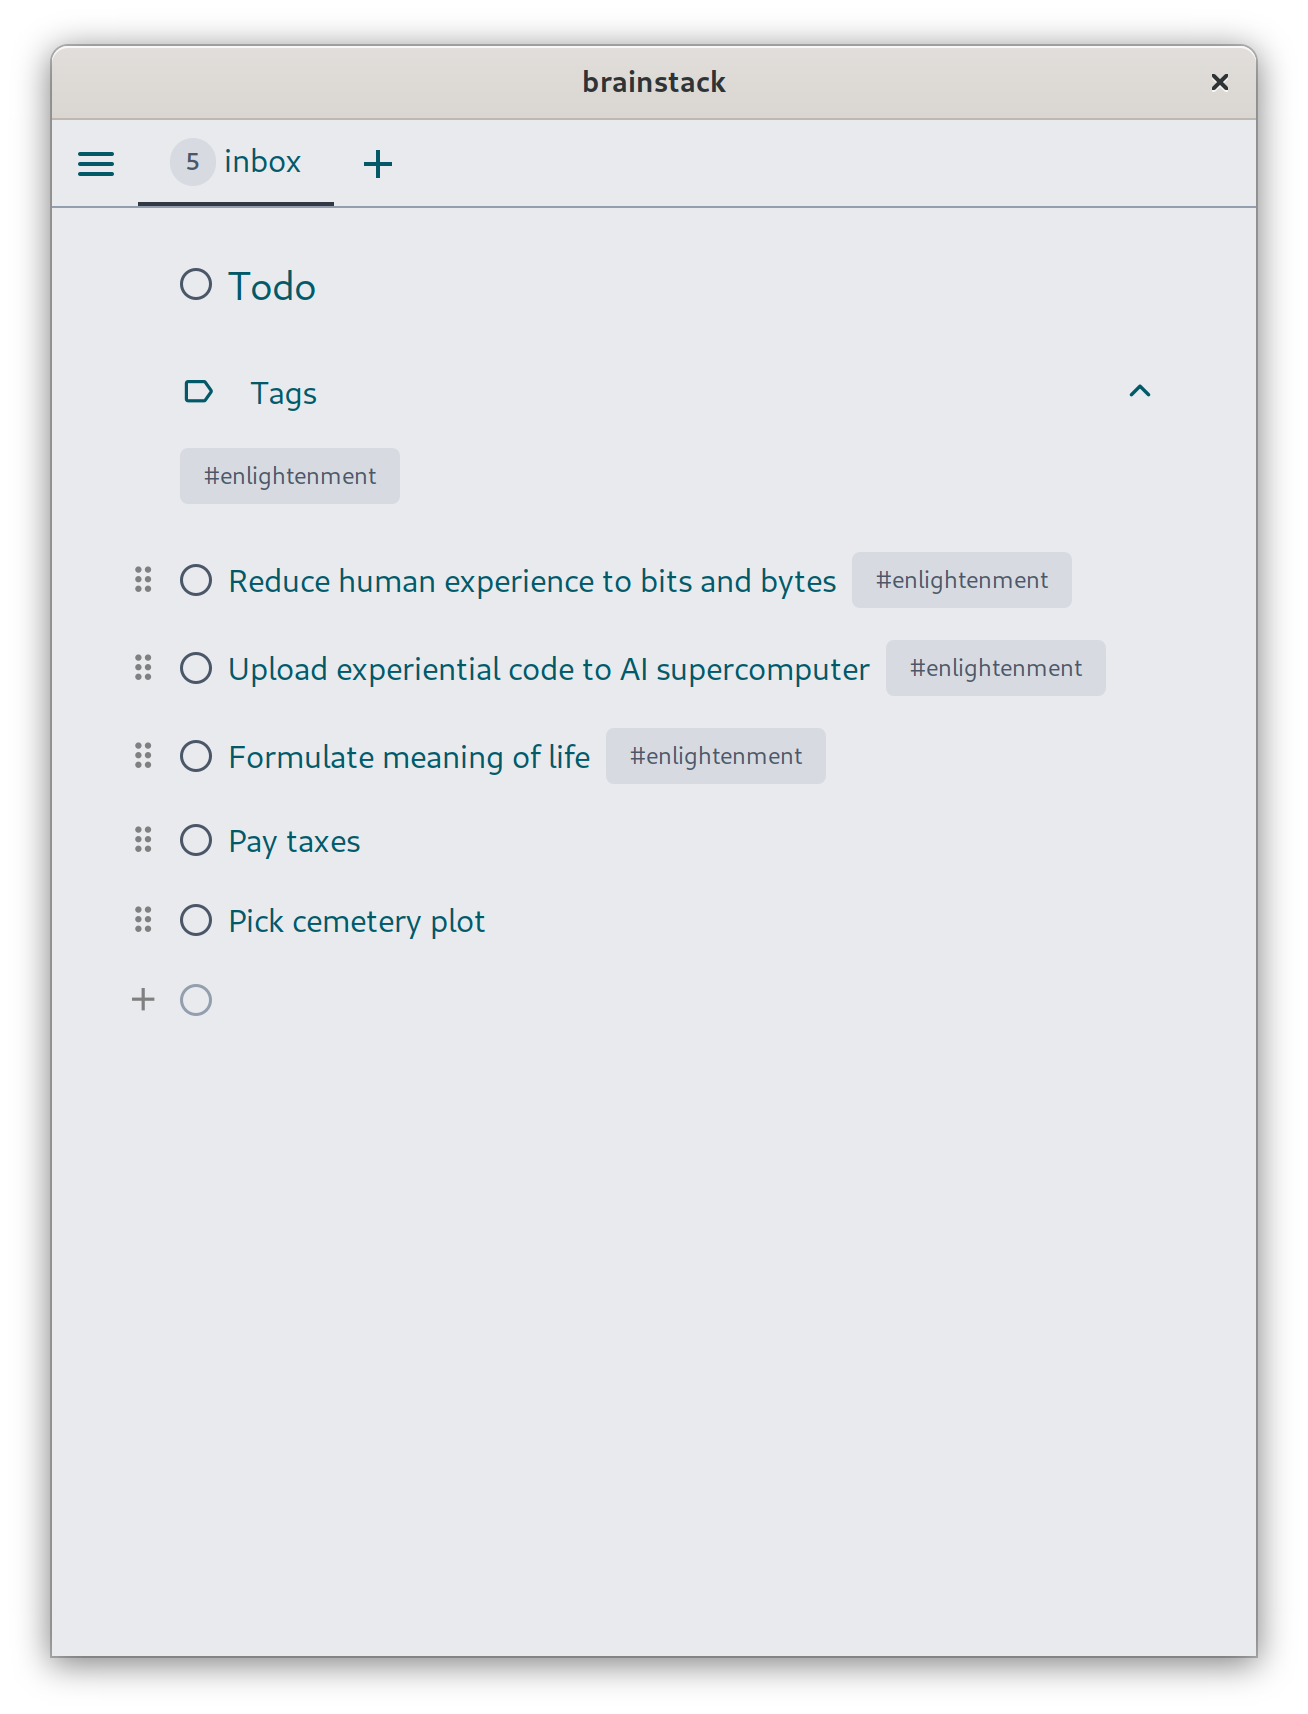 brainstack
5 inbox
Todo
Tags
#enlightenment
Reduce human experience to bits and bytes #enlightenment
Upload experiential code to AI supercomputer #enlightenment
Formulate meaning of life #enlightenment
Pay taxes
Pick cemetery plot